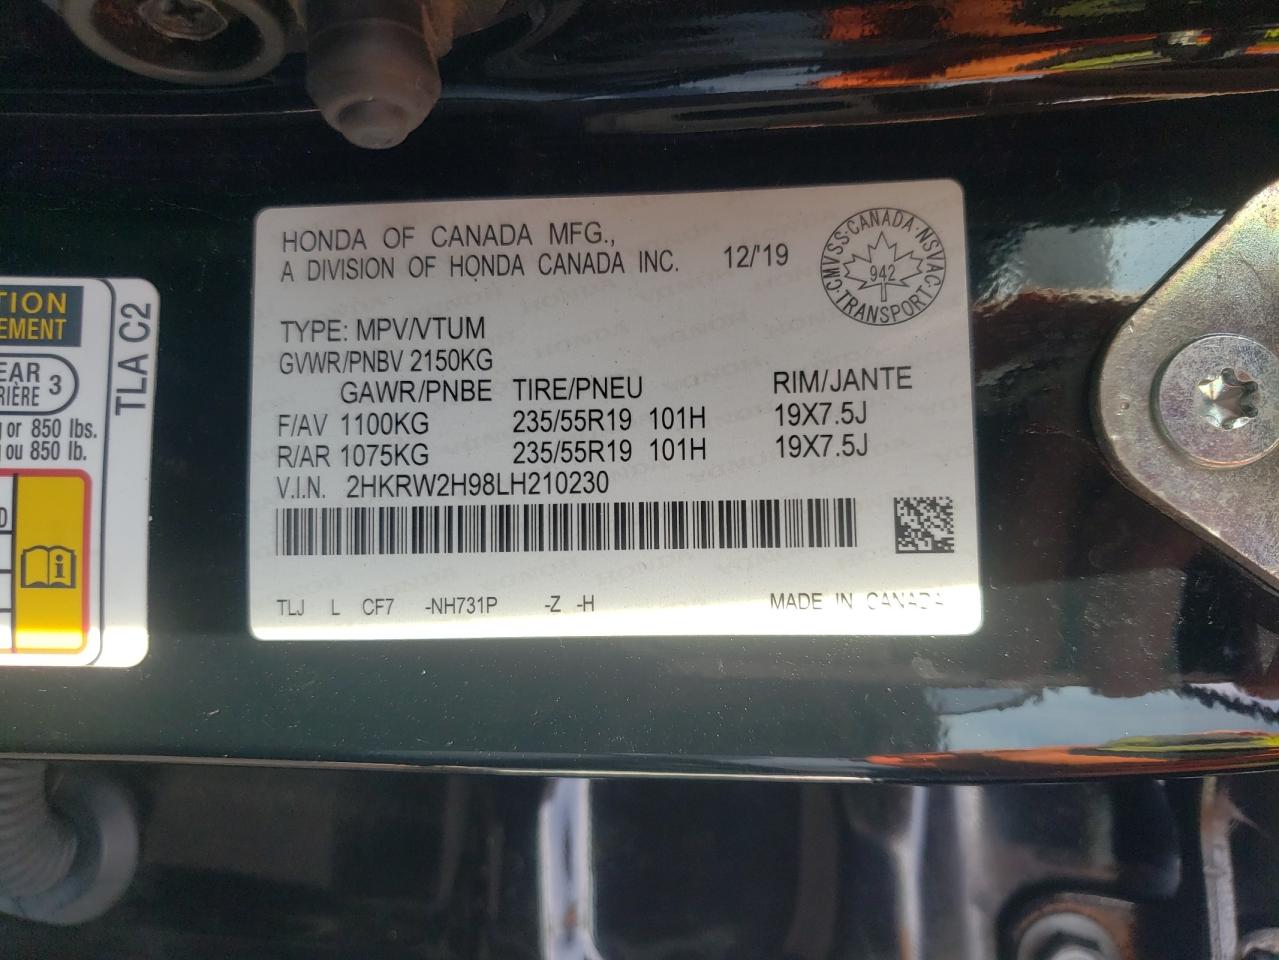 TION
EMENT
EAR
RIÈRE 3
g or 850 lbs.
ou 850 lb.
D
TLA C2
HONDA OF CANADA MFG.,
A DIVISION OF HONDA CANADA INC. 12/'19
CMVSS·CANADA·NSVAC·TRANSPORT
942
TYPE: MPV/VTUM
GVWR/PNBV 2150KG
GAWR/PNBE TIRE/PNEU RIM/JANTE
F/AV 1100KG 235/55R19 101H 19X7.5J
R/AR 1075KG 235/55R19 101H 19X7.5J
V.I.N. 2HKRW2H98LH210230
TLJ L CF7 -NH731P -Z -H MADE IN CANADA